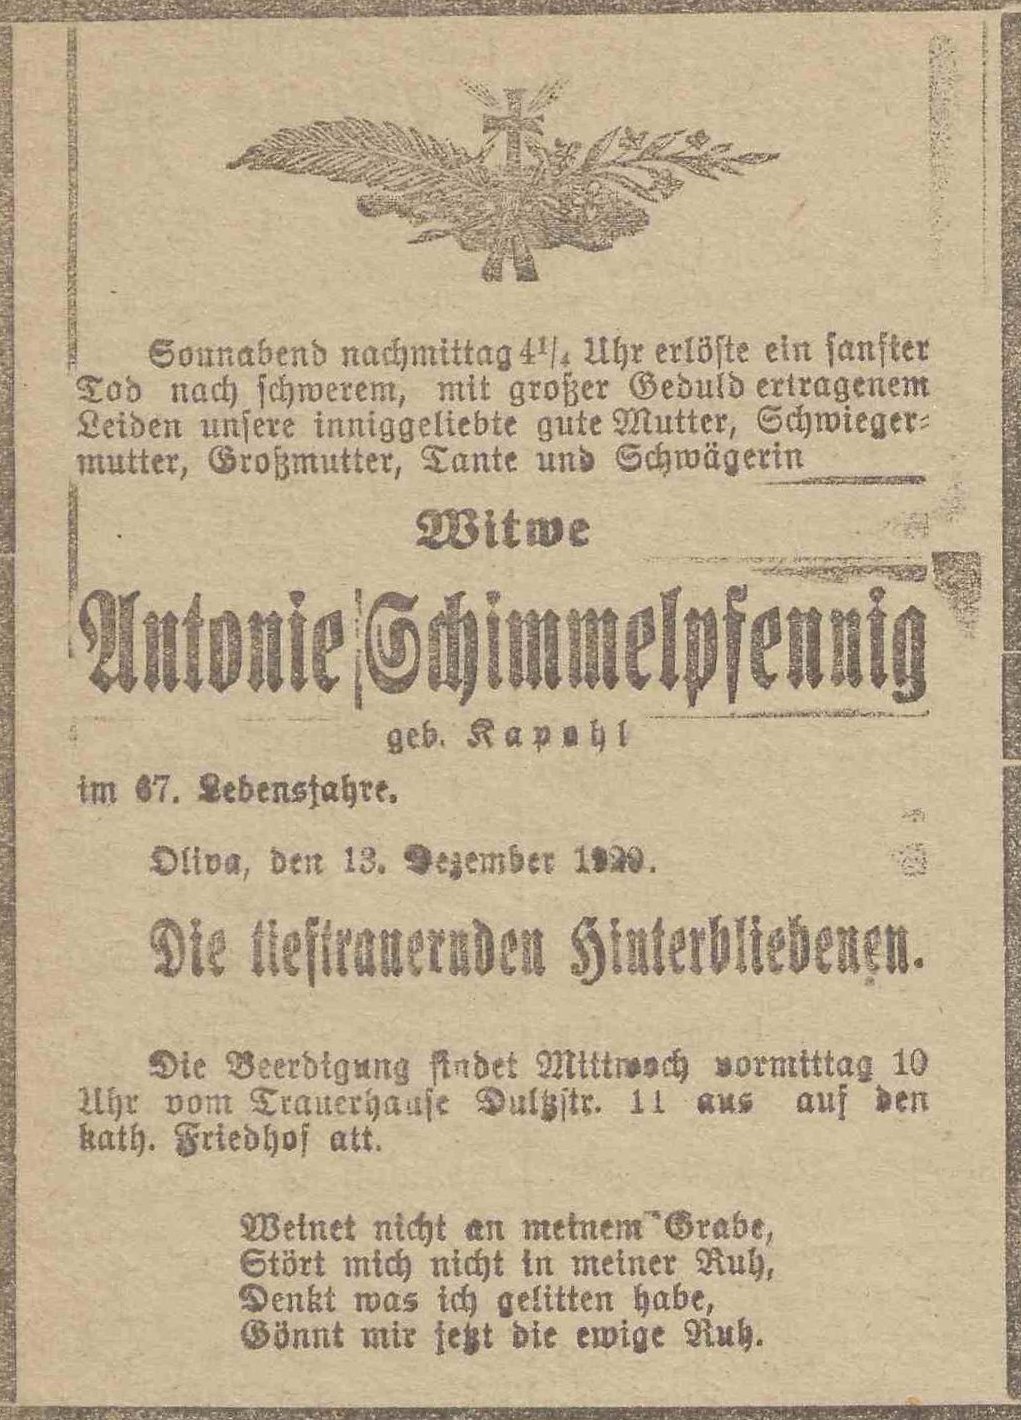 Sonnabend nachmittag 4¼ Uhr erlöste ein sanfter
Tod nach schwerem, mit großer Geduld ertragenem
Leiden unsere inniggeliebte gute Mutter, Schwieger-
mutter, Großmutter, Tante und Schwägerin
Witwe
Antonie Schimmelpfennig
geb. Kapohl
im 67. Lebensjahre.
Oliva, den 13. Dezember 1920.
Die tieftrauernden Hinterbliebenen.
Die Beerdigung findet Mittwoch vormittag 10
Uhr vom Trauerhause Dultzstr. 11 aus auf den
kath. Friedhof att.
Weinet nicht an meinem Grabe,
Stört mich nicht in meiner Ruh,
Denkt was ich gelitten habe,
Gönnt mir jetzt die ewige Ruh.